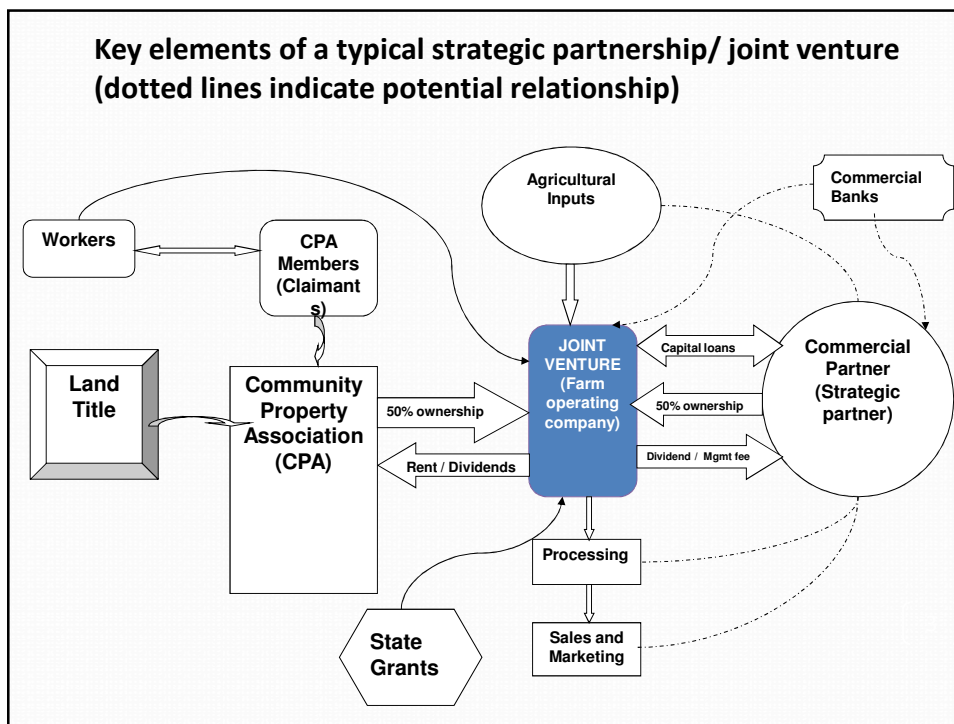 Key elements of a typical strategic partnership/ joint venture
(dotted lines indicate potential relationship)
Agricultural
Inputs
Commercial
Banks
Workers
CPA
Members
(Claimant
s)
Land
Title
Community
Property
Association
(CPA)
50% ownership
Rent / Dividends
JOINT
VENTURE
(Farm
operating
company)
Capital loans
50% ownership
Dividend / Mgmt fee
Commercial
Partner
(Strategic
partner)
Processing
Sales and
Marketing
State
Grants